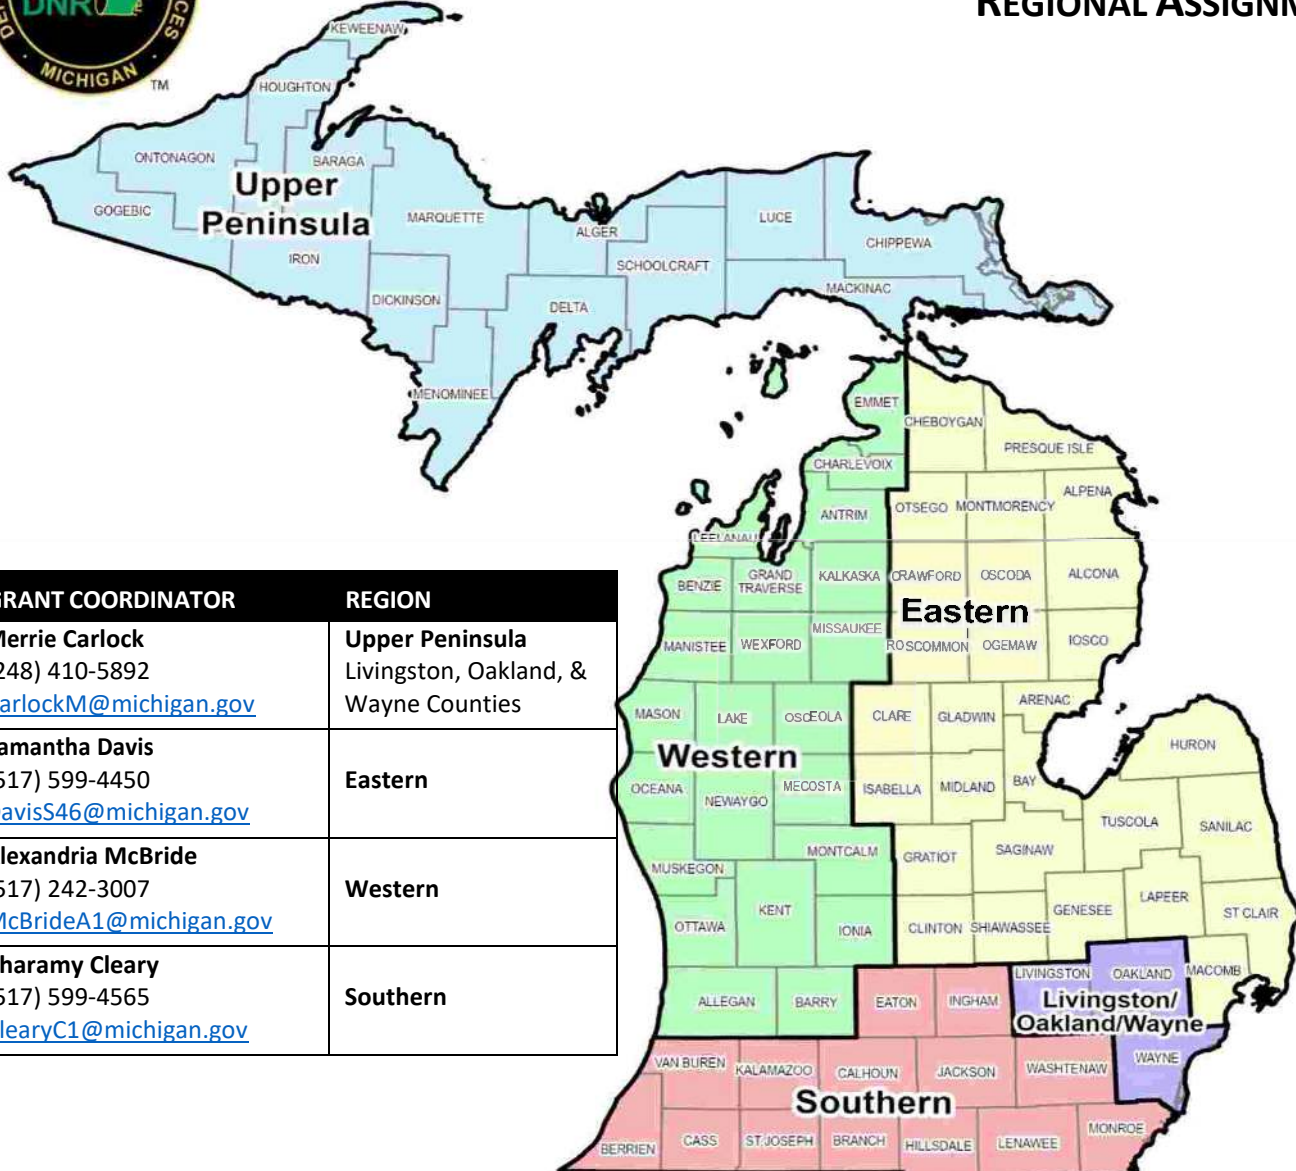 DNR
MICHIGAN
TM
REGIONAL
KEWEENAW
HOUGHTON
ONTONAGON
BARAGA
Upper
Peninsula
GOGEBIC
MARQUETTE
IRON
ALGER
LUCE
CHIPPEWA
SCHOOLCRAFT
MACKINAC
DICKINSON
DELTA
MENOMINEE
EMMET
CHEBOYGAN
PRESQUE ISLE
CHARLEVOIX
ANTRIM
OTSEGO
MONTMORENCY
ALPENA
LEELANAU
BENZIE
GRAND
TRAVERSE
KALKASKA
CRAWFORD
OSCODA
ALCONA
Eastern
MANISTEE
WEXFORD
MISSAUKEE
ROSCOMMON
OGEMAW
IOSCO
MASON
LAKE
OSCEOLA
CLARE
GLADWIN
ARENAC
HURON
Western
OCEANA
NEWAYGO
MECOSTA
ISABELLA
MIDLAND
BAY
TUSCOLA
SANILAC
MUSKEGON
MONTCALM
GRATIOT
SAGINAW
LAPEER
OTTAWA
KENT
IONIA
CLINTON
SHIAWASSEE
GENESEE
ST CLAIR
ALLEGAN
BARRY
EATON
INGHAM
LIVINGSTON
OAKLAND
MACOMB
Livingston/
Oakland/Wayne
WAYNE
VAN BUREN
KALAMAZOO
CALHOUN
JACKSON
WASHTENAW
Southern
BERRIEN
CASS
ST JOSEPH
BRANCH
HILLSDALE
LENAWEE
MONROE
GRANT COORDINATOR REGION
Merrie Carlock Upper Peninsula
248) 410-5892 Livingston, Oakland, &
arlockM@michigan.gov Wayne Counties
amantha Davis
517) 599-4450 Eastern
avisS46@michigan.gov
lexandria McBride
517) 242-3007 Western
McBrideA1@michigan.gov
haramy Cleary
517) 599-4565 Southern
learyC1@michigan.gov